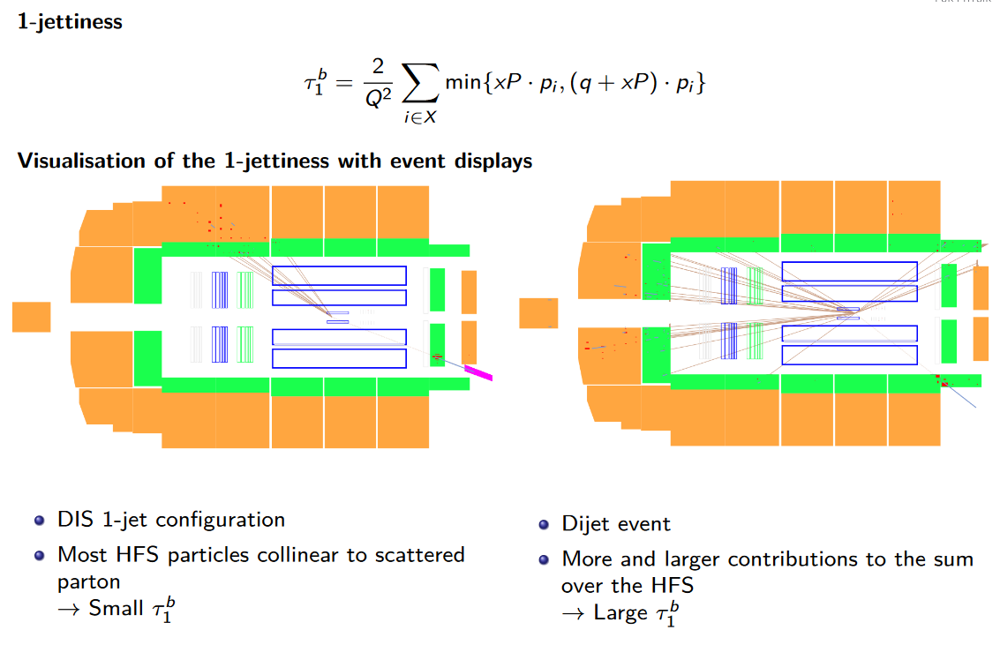 1-jettiness
τ₁ᵇ = 2/Q² ∑_{i∈X} min{xP · pᵢ, (q + xP) · pᵢ}
Visualisation of the 1-jettiness with event displays
DIS 1-jet configuration
Most HFS particles collinear to scattered
parton
→ Small τ₁ᵇ
Dijet event
More and larger contributions to the sum
over the HFS
→ Large τ₁ᵇ